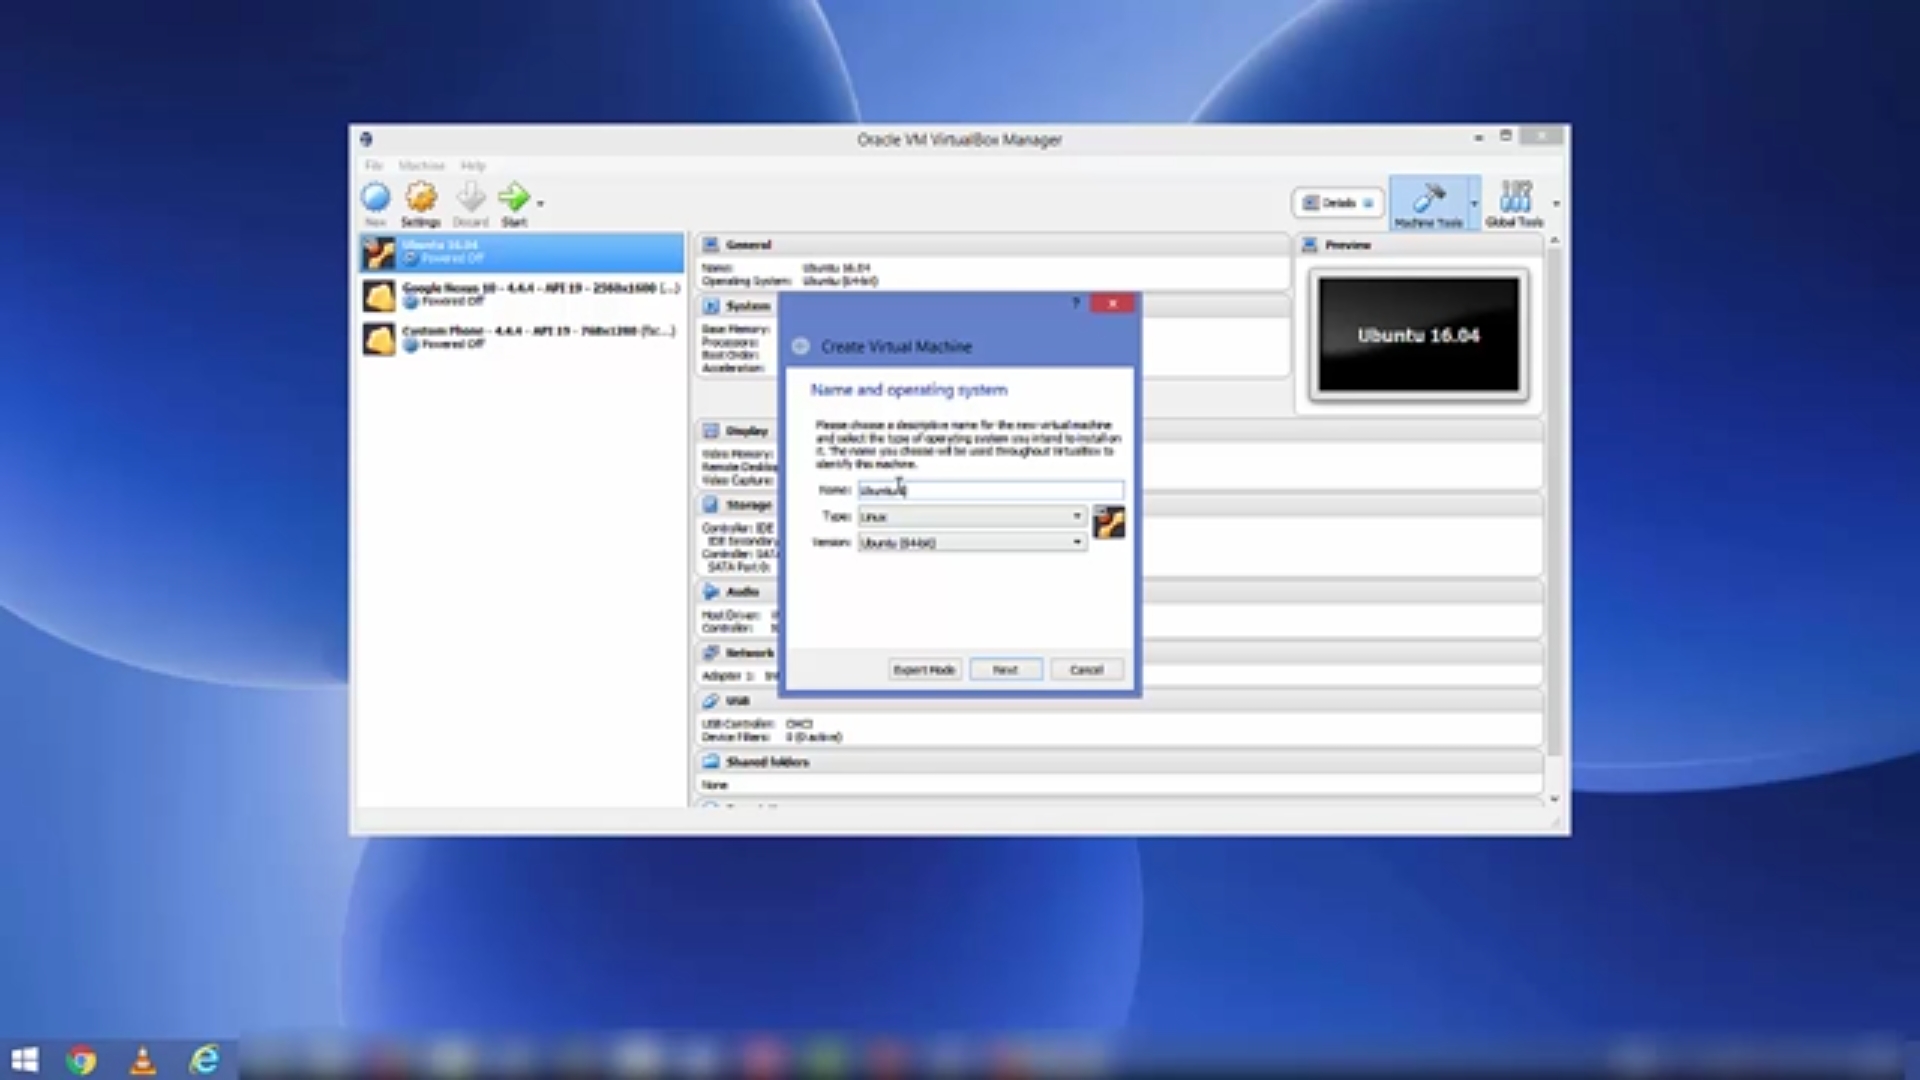 Oracle VM VirtualBox Manager
File Machine Help
New Settings Discard Start
Details Machine Tools Global Tools
Ubuntu 16.04
Powered Off
Google Nexus 10 - 4.4.4 - API 19 - 2560x1600 [...]
Powered Off
Custom Phone - 4.4.4 - API 19 - 768x1280
Powered Off
General
Name: Ubuntu 16.04
Operating System: Ubuntu (64-bit)
System
Base Memory:
Processors:
Boot Order:
Acceleration:
Preview
Ubuntu 16.04
Display
Video Memory:
Remote Desktop
Video Capture:
Storage
Controller: IDE
IDE Secondary
Controller: SATA
SATA Port 0:
Audio
Host Driver:
Controller:
Network
Adapter 1:
USB
USB Controller: OHCI
Device Filters: 0 (0 active)
Shared folders
None
?
Create Virtual Machine
Name and operating system
Please choose a descriptive name for the new virtual machine
and select the type of operating system you intend to install on
it. The name you choose will be used throughout VirtualBox to
identify this machine.
Name: Ubuntu
Type: Linux
Version: Ubuntu (64-bit)
Expert Mode Next Cancel